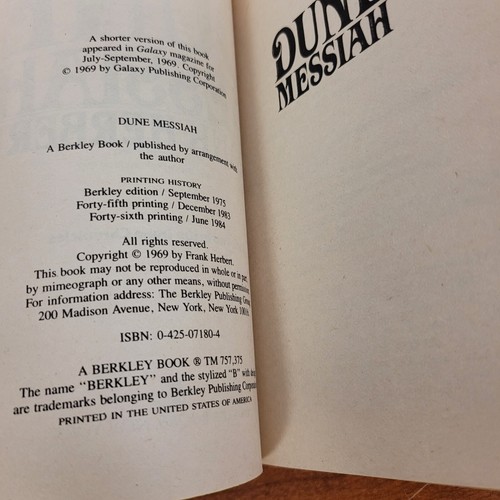 A shorter version of this book
appeared in Galaxy magazine for
July-September, 1969. Copyright
© 1969 by Galaxy Publishing Corporation
DUNE MESSIAH
A Berkley Book / published by arrangement with
the author
PRINTING HISTORY
Berkley edition / September 1975
Forty-fifth printing / December 1983
Forty-sixth printing / June 1984
All rights reserved.
Copyright © 1969 by Frank Herbert.
This book may not be reproduced in whole or in part,
by mimeograph or any other means, without permission.
For information address: The Berkley Publishing Group,
200 Madison Avenue, New York, New York 10016.
ISBN: 0-425-07180-4
A BERKLEY BOOK ® TM 757,375
The name "BERKLEY" and the stylized "B" with design
are trademarks belonging to Berkley Publishing Corporation.
PRINTED IN THE UNITED STATES OF AMERICA
DUNE
MESSIAH